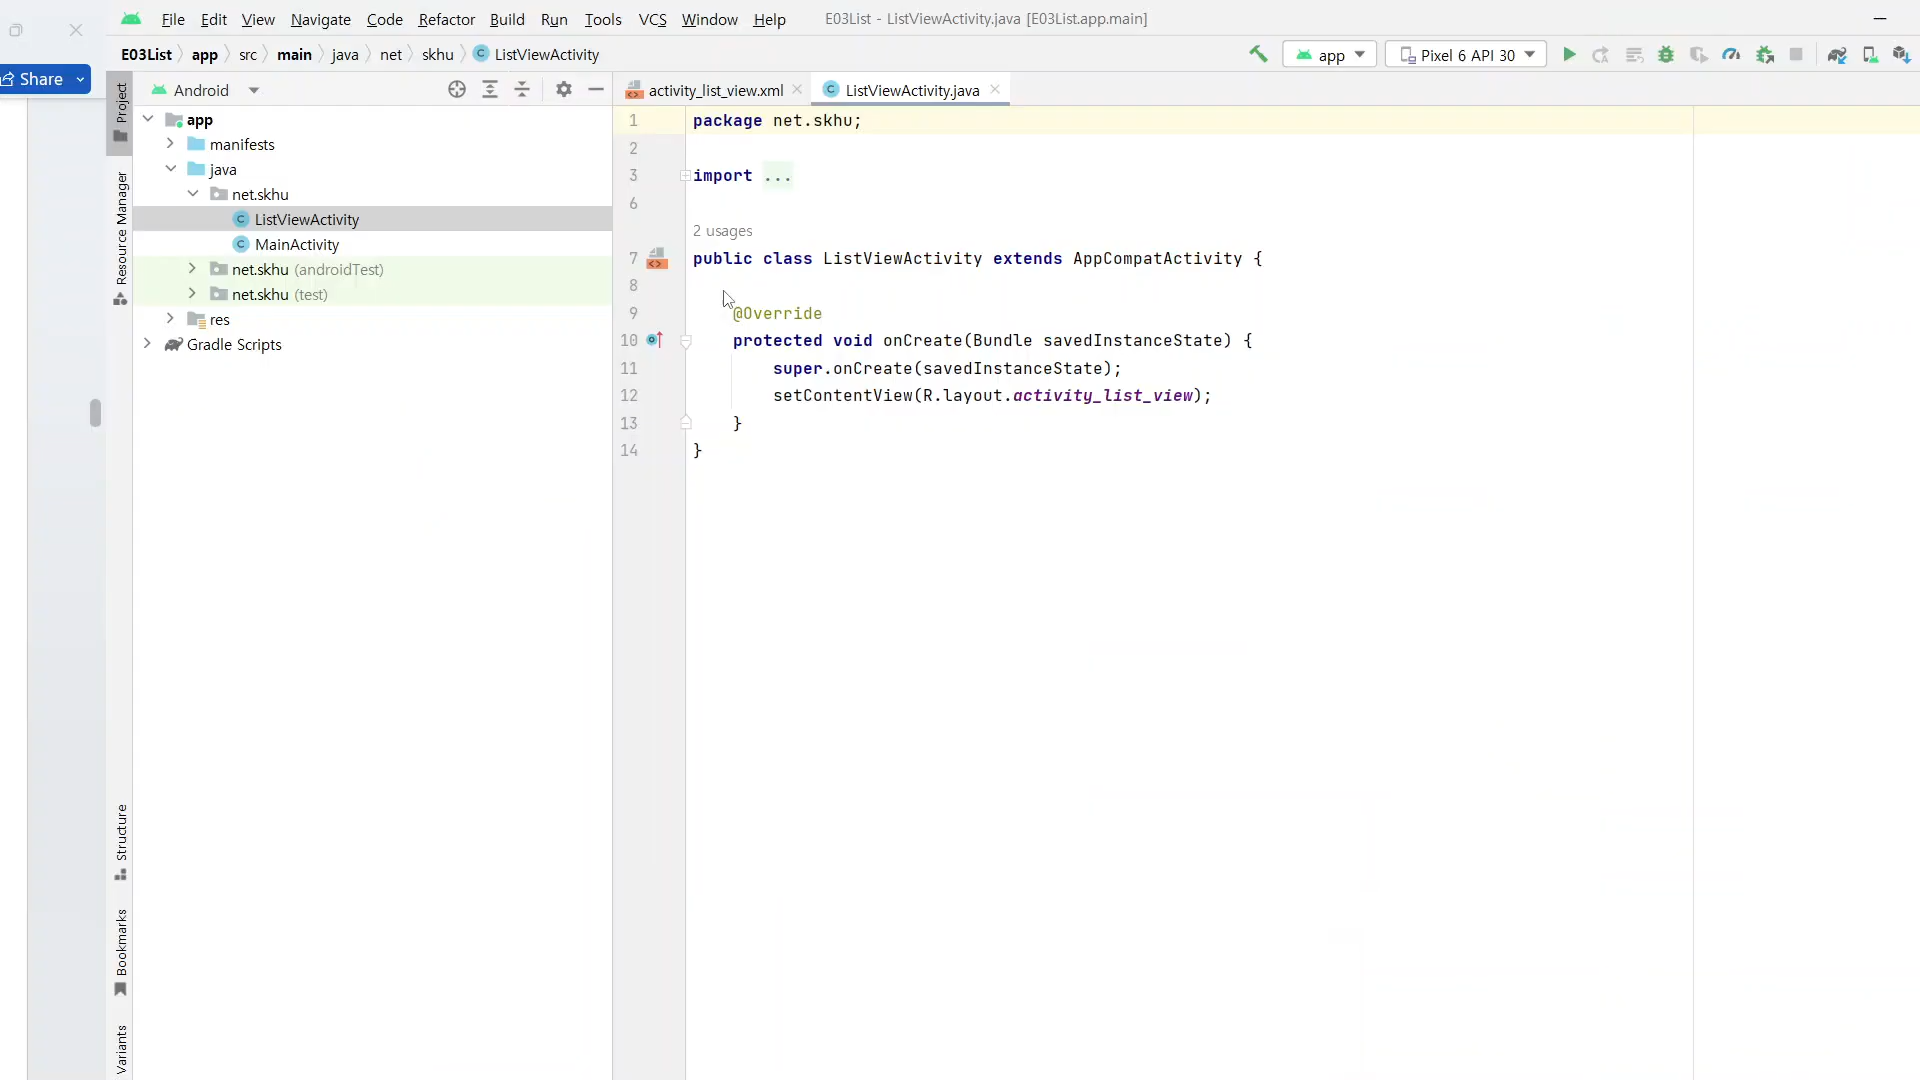 File Edit View Navigate Code Refactor Build Run Tools VCS Window Help E03List - ListViewActivity.java [E03List.app.main]
E03List app src main java net skhu ListViewActivity app Pixel 6 API 30
Share
Project
Resource Manager
Structure
Bookmarks
Variants
Android
app
manifests
java
net.skhu
ListViewActivity
MainActivity
net.skhu (androidTest)
net.skhu (test)
res
Gradle Scripts
activity_list_view.xml ListViewActivity.java
1 package net.skhu;
2
3 import ...
6
2 usages
7 public class ListViewActivity extends AppCompatActivity {
8
9 @Override
10 protected void onCreate(Bundle savedInstanceState) {
11 super.onCreate(savedInstanceState);
12 setContentView(R.layout.activity_list_view);
13 }
14 }